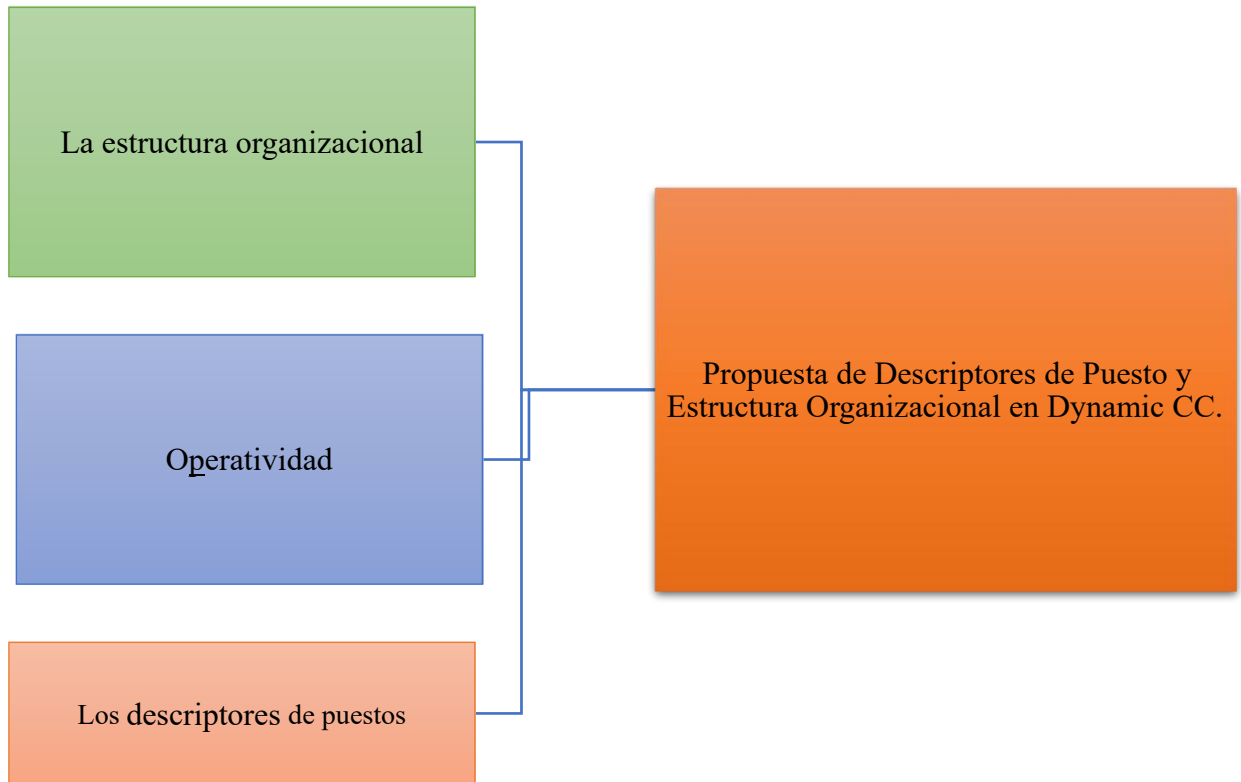 La estructura organizacional
Operatividad
Los descriptores de puestos
Propuesta de Descriptores de Puesto y
Estructura Organizacional en Dynamic CC.